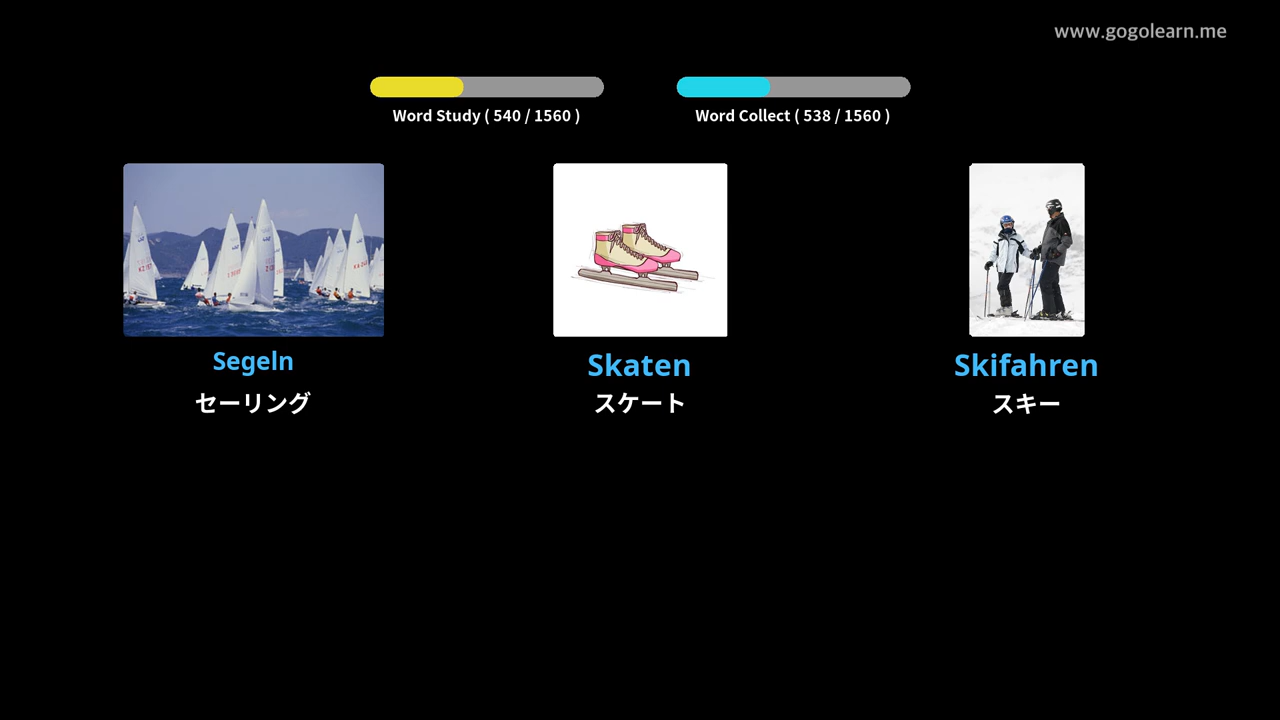 www.gogolearn.me
Word Study ( 540 / 1560 )
Word Collect ( 538 / 1560 )
Segeln
セーリング
Skaten
スケート
Skifahren
スキー